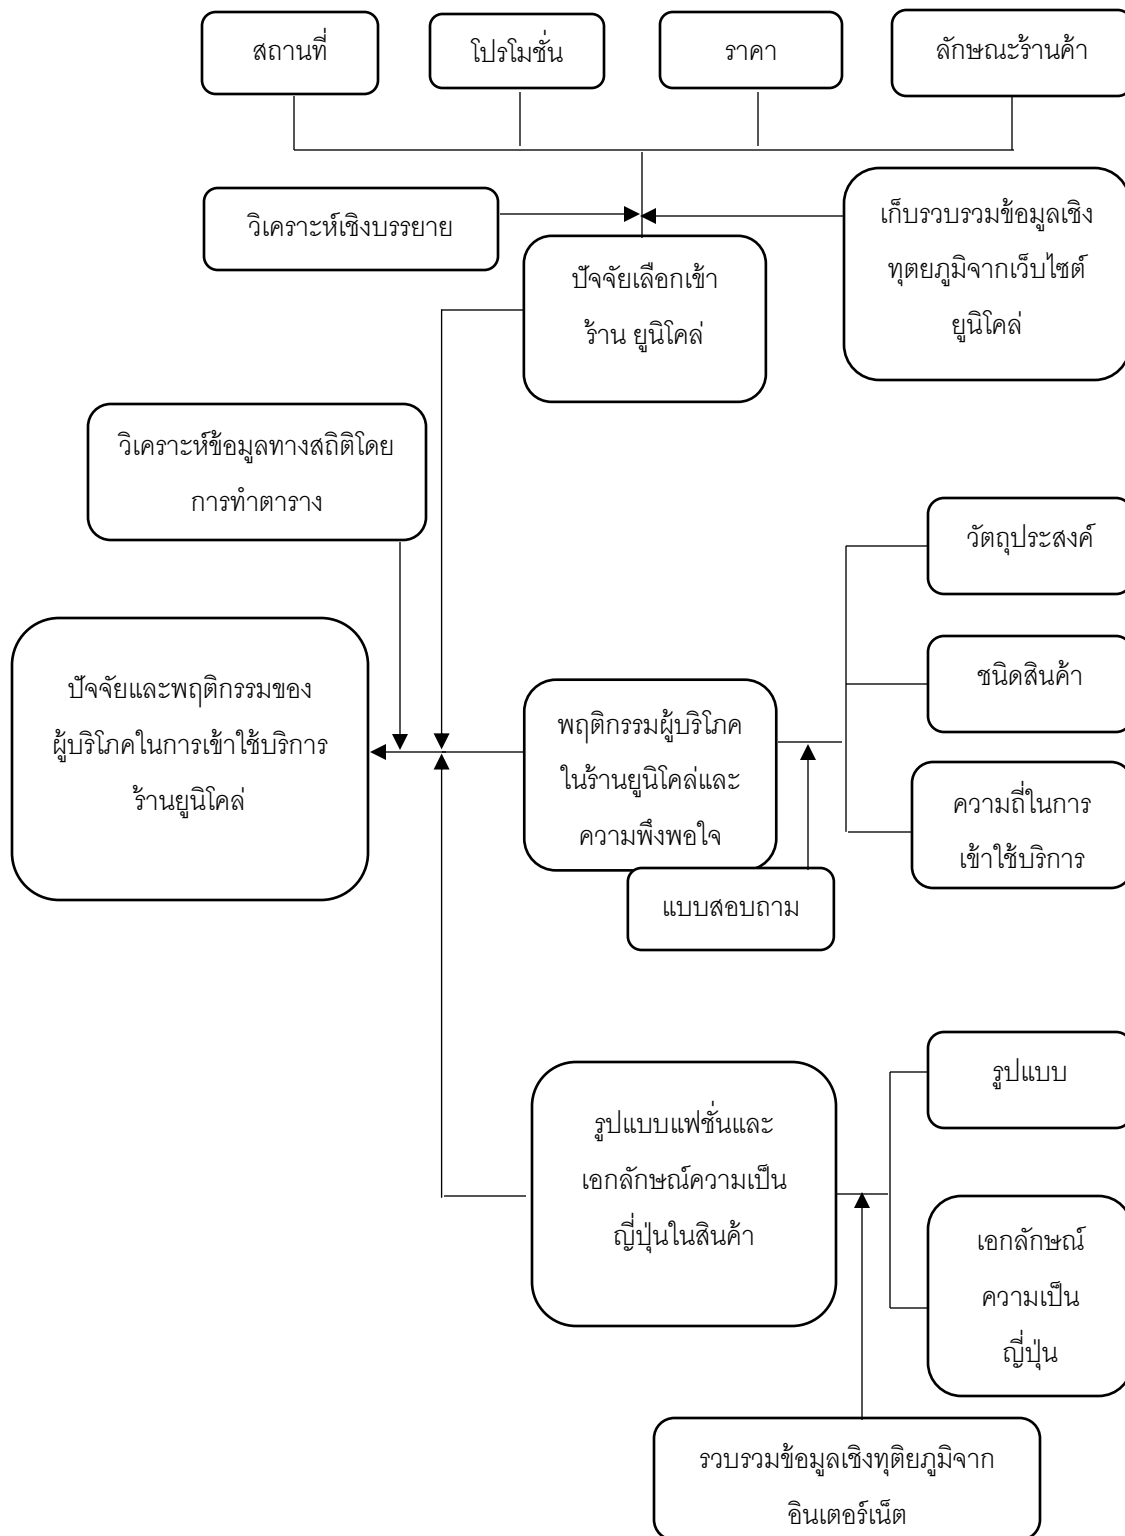 สถานที่
โปรโมชั่น
ราคา
ลักษณะร้านค้า
วิเคราะห์เชิงบรรยาย
เก็บรวบรวมข้อมูลเชิง
ทุตยภูมิจากเว็บไซต์
ยูนิโคล่
ปัจจัยเลือกเข้า
ร้าน ยูนิโคล่
วิเคราะห์ข้อมูลทางสถิติโดย
การทำตาราง
วัตถุประสงค์
ชนิดสินค้า
ความถี่ในการ
เข้าใช้บริการ
ปัจจัยและพฤติกรรมของ
ผู้บริโภคในการเข้าใช้บริการ
ร้านยูนิโคล่
พฤติกรรมผู้บริโภค
ในร้านยูนิโคล่และ
ความพึงพอใจ
แบบสอบถาม
รูปแบบแฟชั่นและ
เอกลักษณ์ความเป็น
ญี่ปุ่นในสินค้า
รูปแบบ
เอกลักษณ์
ความเป็น
ญี่ปุ่น
รวบรวมข้อมูลเชิงทุติยภูมิจาก
อินเตอร์เน็ต